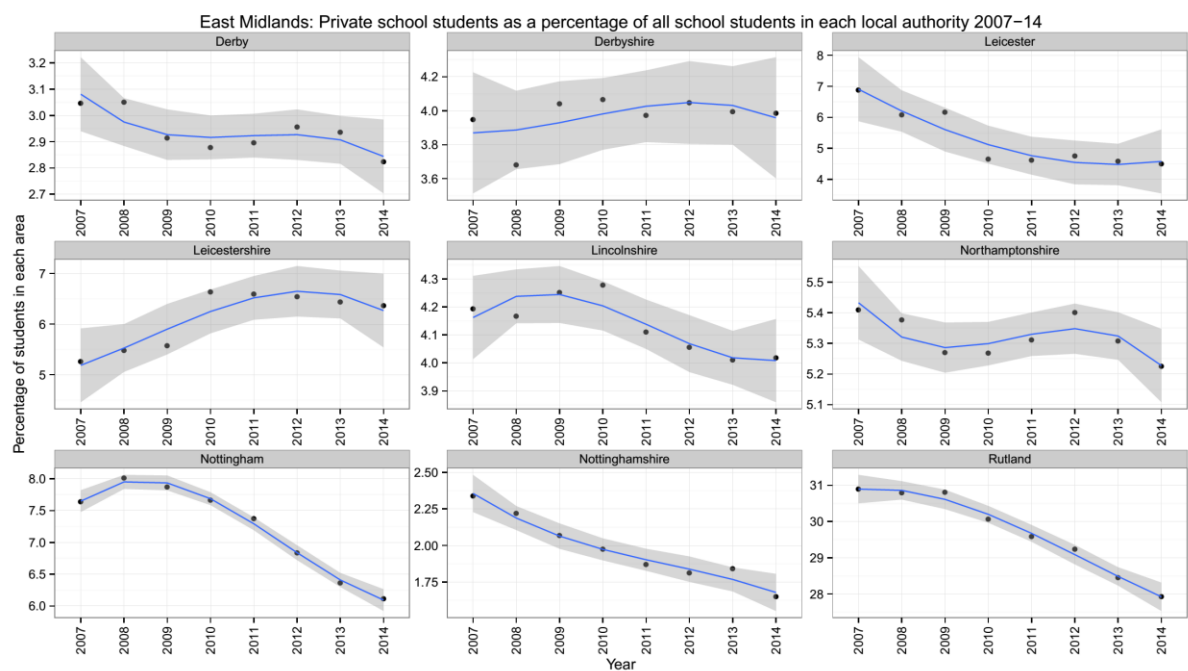 East Midlands: Private school students as a percentage of all school students in each local authority 2007−14
Percentage of students in each area
Derby
3.2
3.1
3.0
2.9
2.8
2.7
2007 2008 2009 2010 2011 2012 2013 2014
Derbyshire
4.2
4.0
3.8
3.6
2007 2008 2009 2010 2011 2012 2013 2014
Leicester
8
7
6
5
4
2007 2008 2009 2010 2011 2012 2013 2014
Leicestershire
7
6
5
2007 2008 2009 2010 2011 2012 2013 2014
Lincolnshire
4.3
4.2
4.1
4.0
3.9
2007 2008 2009 2010 2011 2012 2013 2014
Northamptonshire
5.5
5.4
5.3
5.2
5.1
2007 2008 2009 2010 2011 2012 2013 2014
Nottingham
8.0
7.5
7.0
6.5
6.0
2007 2008 2009 2010 2011 2012 2013 2014
Nottinghamshire
2.50
2.25
2.00
1.75
2007 2008 2009 2010 2011 2012 2013 2014
Rutland
31
30
29
28
2007 2008 2009 2010 2011 2012 2013 2014
Year